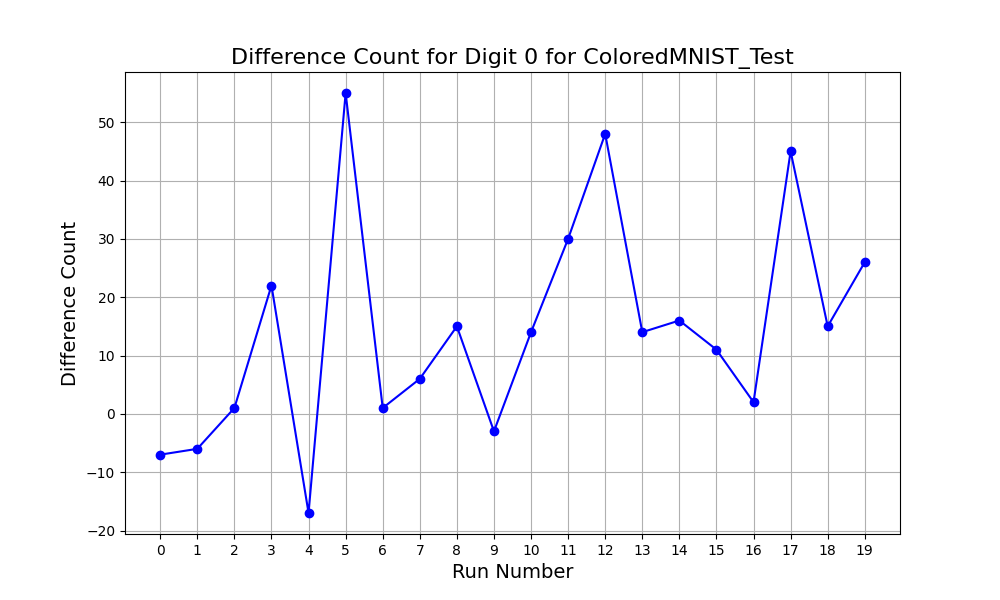 Difference Count for Digit 0 for ColoredMNIST_Test
Difference Count
50
40
30
20
10
0
−10
−20
0 1 2 3 4 5 6 7 8 9 10 11 12 13 14 15 16 17 18 19
Run Number